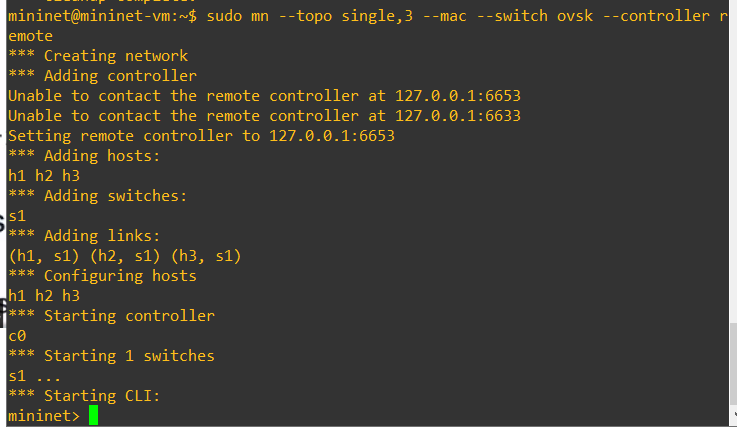 mininet@mininet-vm:~$ sudo mn --topo single,3 --mac --switch ovsk --controller r
emote
*** Creating network
*** Adding controller
Unable to contact the remote controller at 127.0.0.1:6653
Unable to contact the remote controller at 127.0.0.1:6633
Setting remote controller to 127.0.0.1:6653
*** Adding hosts:
h1 h2 h3
*** Adding switches:
s1
*** Adding links:
(h1, s1) (h2, s1) (h3, s1)
*** Configuring hosts
h1 h2 h3
*** Starting controller
c0
*** Starting 1 switches
s1 ...
*** Starting CLI:
mininet>